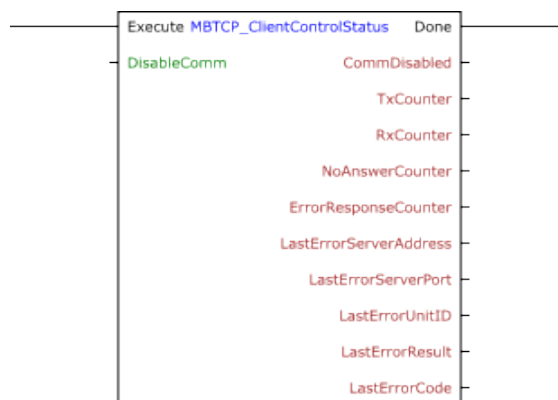 Execute MBTCP_ClientControlStatus Done
DisableComm CommDisabled
TxCounter
RxCounter
NoAnswerCounter
ErrorResponseCounter
LastErrorServerAddress
LastErrorServerPort
LastErrorUnitID
LastErrorResult
LastErrorCode